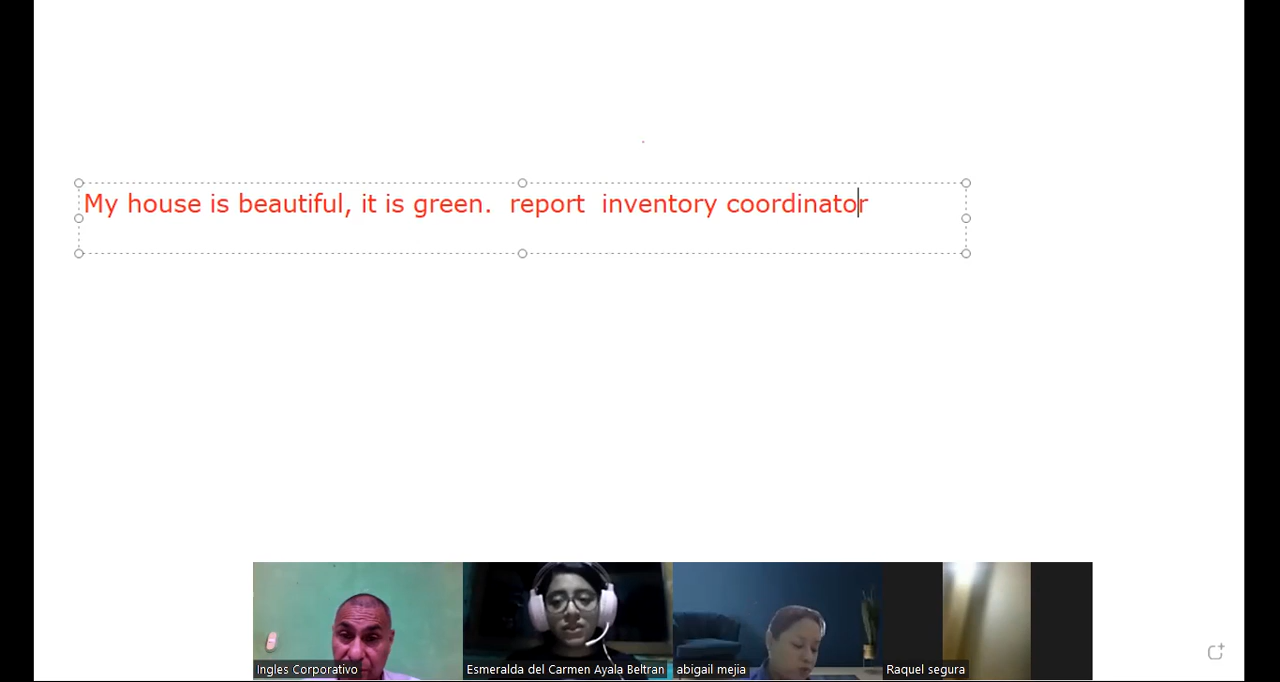 My house is beautiful, it is green. report inventory coordinator
Ingles Corporativo
Esmeralda del Carmen Ayala Beltran
abigail mejia
Raquel segura